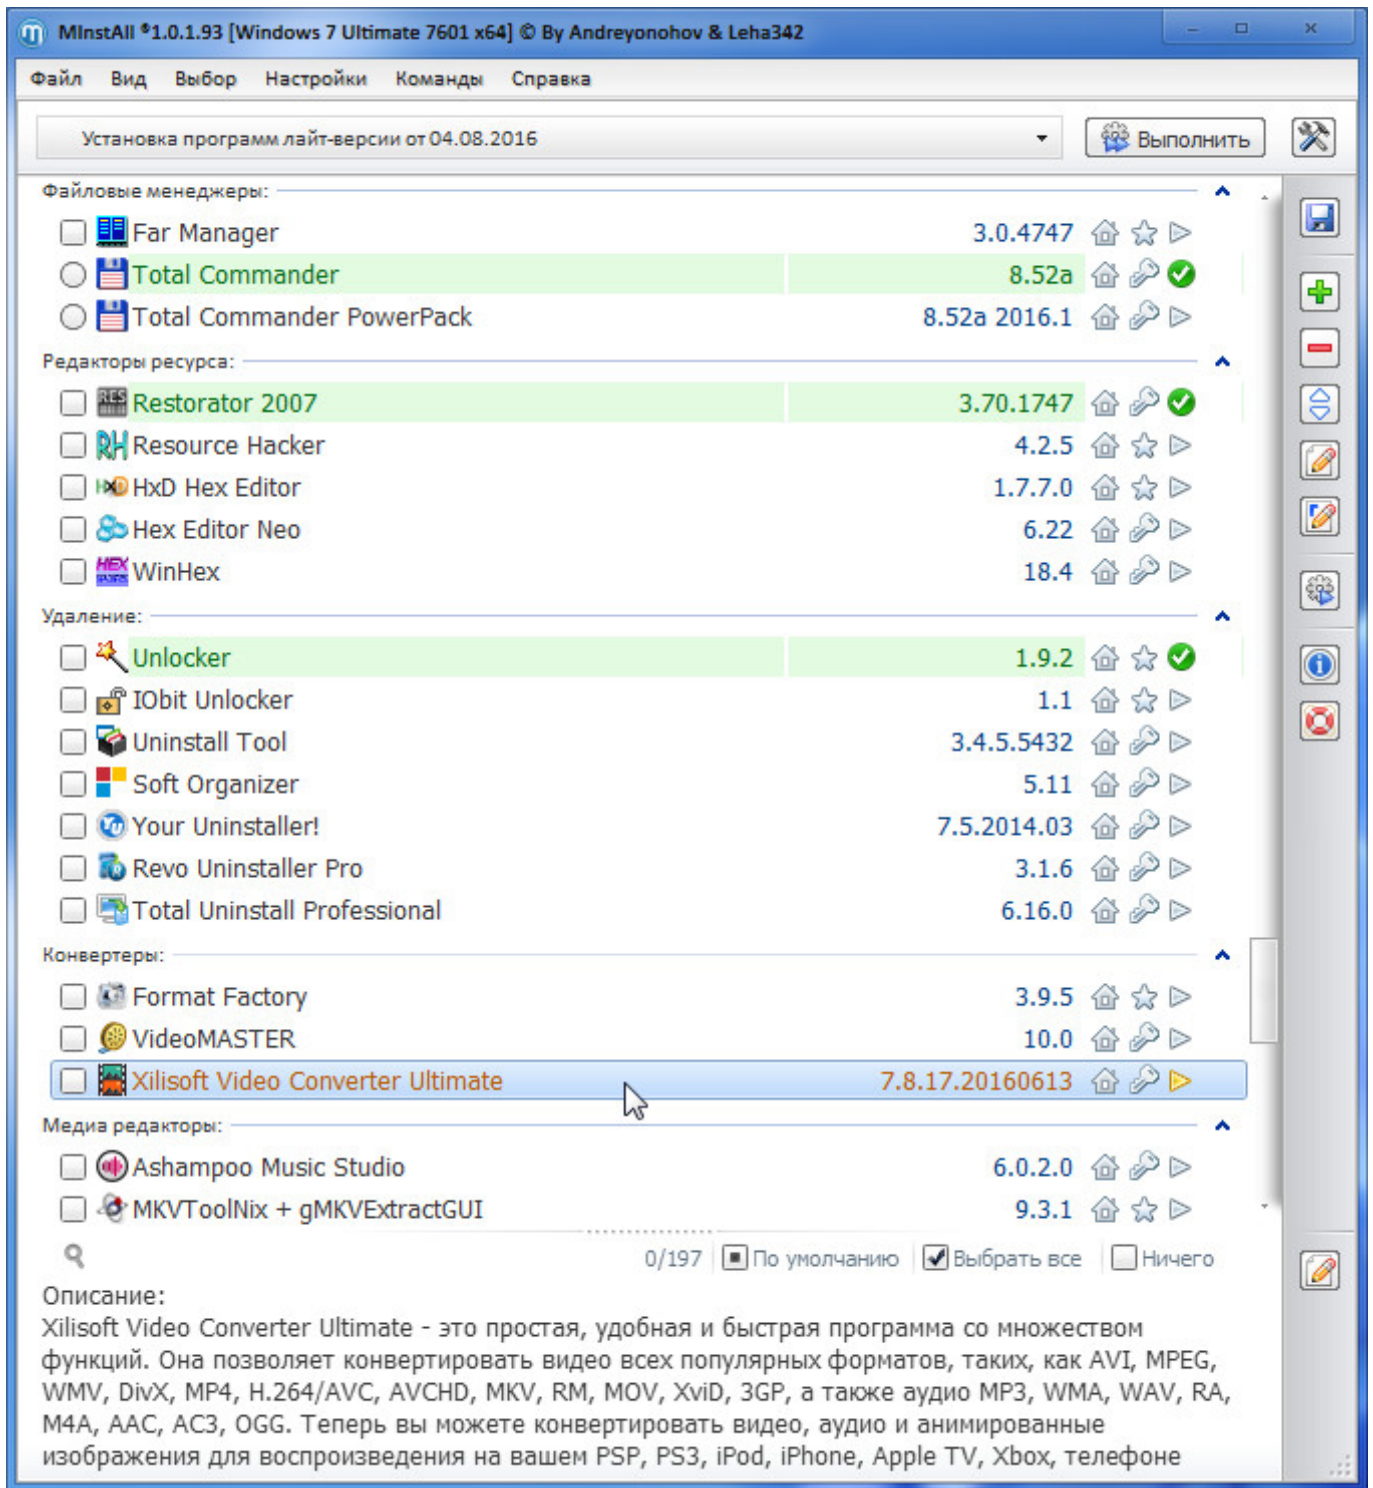 MInstAll ®1.0.1.93 [Windows 7 Ultimate 7601 x64] © By Andreyonohov & Leha342
Файл Вид Выбор Настройки Команды Справка
Установка программ лайт-версии от 04.08.2016 Выполнить
Файловые менеджеры:
Far Manager 3.0.4747
Total Commander 8.52a
Total Commander PowerPack 8.52a 2016.1
Редакторы ресурса:
Restorator 2007 3.70.1747
Resource Hacker 4.2.5
HxD Hex Editor 1.7.7.0
Hex Editor Neo 6.22
WinHex 18.4
Удаление:
Unlocker 1.9.2
IObit Unlocker 1.1
Uninstall Tool 3.4.5.5432
Soft Organizer 5.11
Your Uninstaller! 7.5.2014.03
Revo Uninstaller Pro 3.1.6
Total Uninstall Professional 6.16.0
Конвертеры:
Format Factory 3.9.5
VideoMASTER 10.0
Xilisoft Video Converter Ultimate 7.8.17.20160613
Медиа редакторы:
Ashampoo Music Studio 6.0.2.0
MKVToolNix + gMKVExtractGUI 9.3.1
0/197 По умолчанию Выбрать все Ничего
Описание:
Xilisoft Video Converter Ultimate - это простая, удобная и быстрая программа со множеством
функций. Она позволяет конвертировать видео всех популярных форматов, таких, как AVI, MPEG,
WMV, DivX, MP4, H.264/AVC, AVCHD, MKV, RM, MOV, XviD, 3GP, а также аудио MP3, WMA, WAV, RA,
M4A, AAC, AC3, OGG. Теперь вы можете конвертировать видео, аудио и анимированные
изображения для воспроизведения на вашем PSP, PS3, iPod, iPhone, Apple TV, Xbox, телефоне